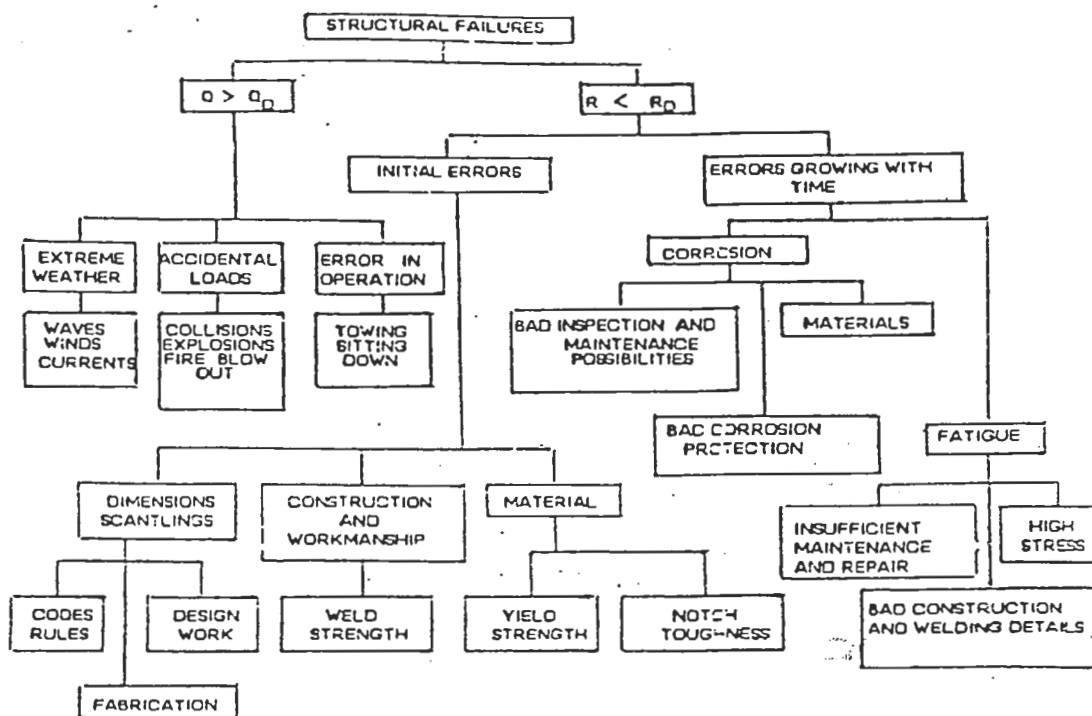 STRUCTURAL FAILURES
Q > Q_D
R < R_D
INITIAL ERRORS
ERRORS GROWING WITH
TIME
EXTREME
WEATHER
ACCIDENTAL
LOADS
ERROR IN
OPERATION
CORROSION
WAVES
WINDS
CURRENTS
COLLISIONS
EXPLOSIONS
FIRE BLOW
OUT
TOWING
SITTING
DOWN
BAD INSPECTION AND
MAINTENANCE
POSSIBILITIES
MATERIALS
BAD CORROSION
PROTECTION
FATIGUE
DIMENSIONS
SCANTLINGS
CONSTRUCTION
AND
WORKMANSHIP
MATERIAL
INSUFFICIENT
MAINTENANCE
AND REPAIR
HIGH
STRESS
CODES
RULES
DESIGN
WORK
WELD
STRENGTH
YIELD
STRENGTH
NOTCH
TOUGHNESS
BAD CONSTRUCTION
AND WELDING DETAILS
FABRICATION